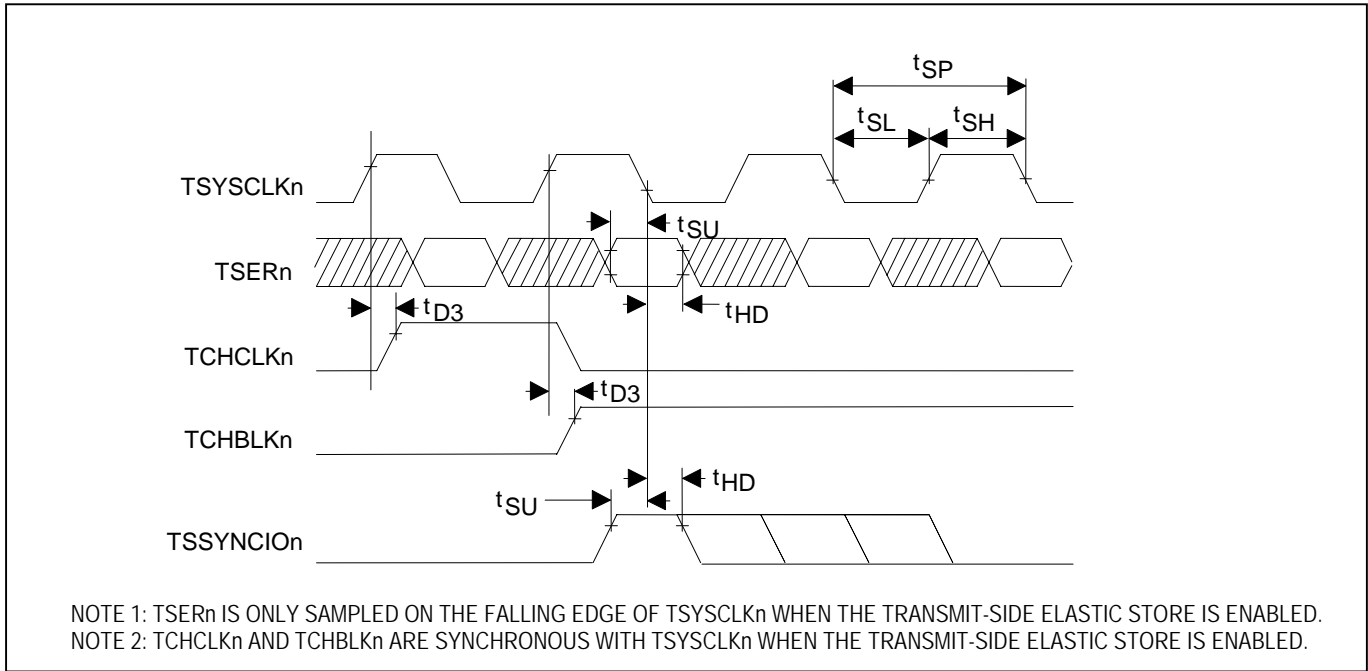 tSP
tSL tSH
TSYSCLKn
tSU
TSERn
tD3 tHD
TCHCLKn
tD3
TCHBLKn
tSU tHD
TSSYNCIOn
NOTE 1: TSERn IS ONLY SAMPLED ON THE FALLING EDGE OF TSYSCLKn WHEN THE TRANSMIT-SIDE ELASTIC STORE IS ENABLED.
NOTE 2: TCHCLKn AND TCHBLKn ARE SYNCHRONOUS WITH TSYSCLKn WHEN THE TRANSMIT-SIDE ELASTIC STORE IS ENABLED.